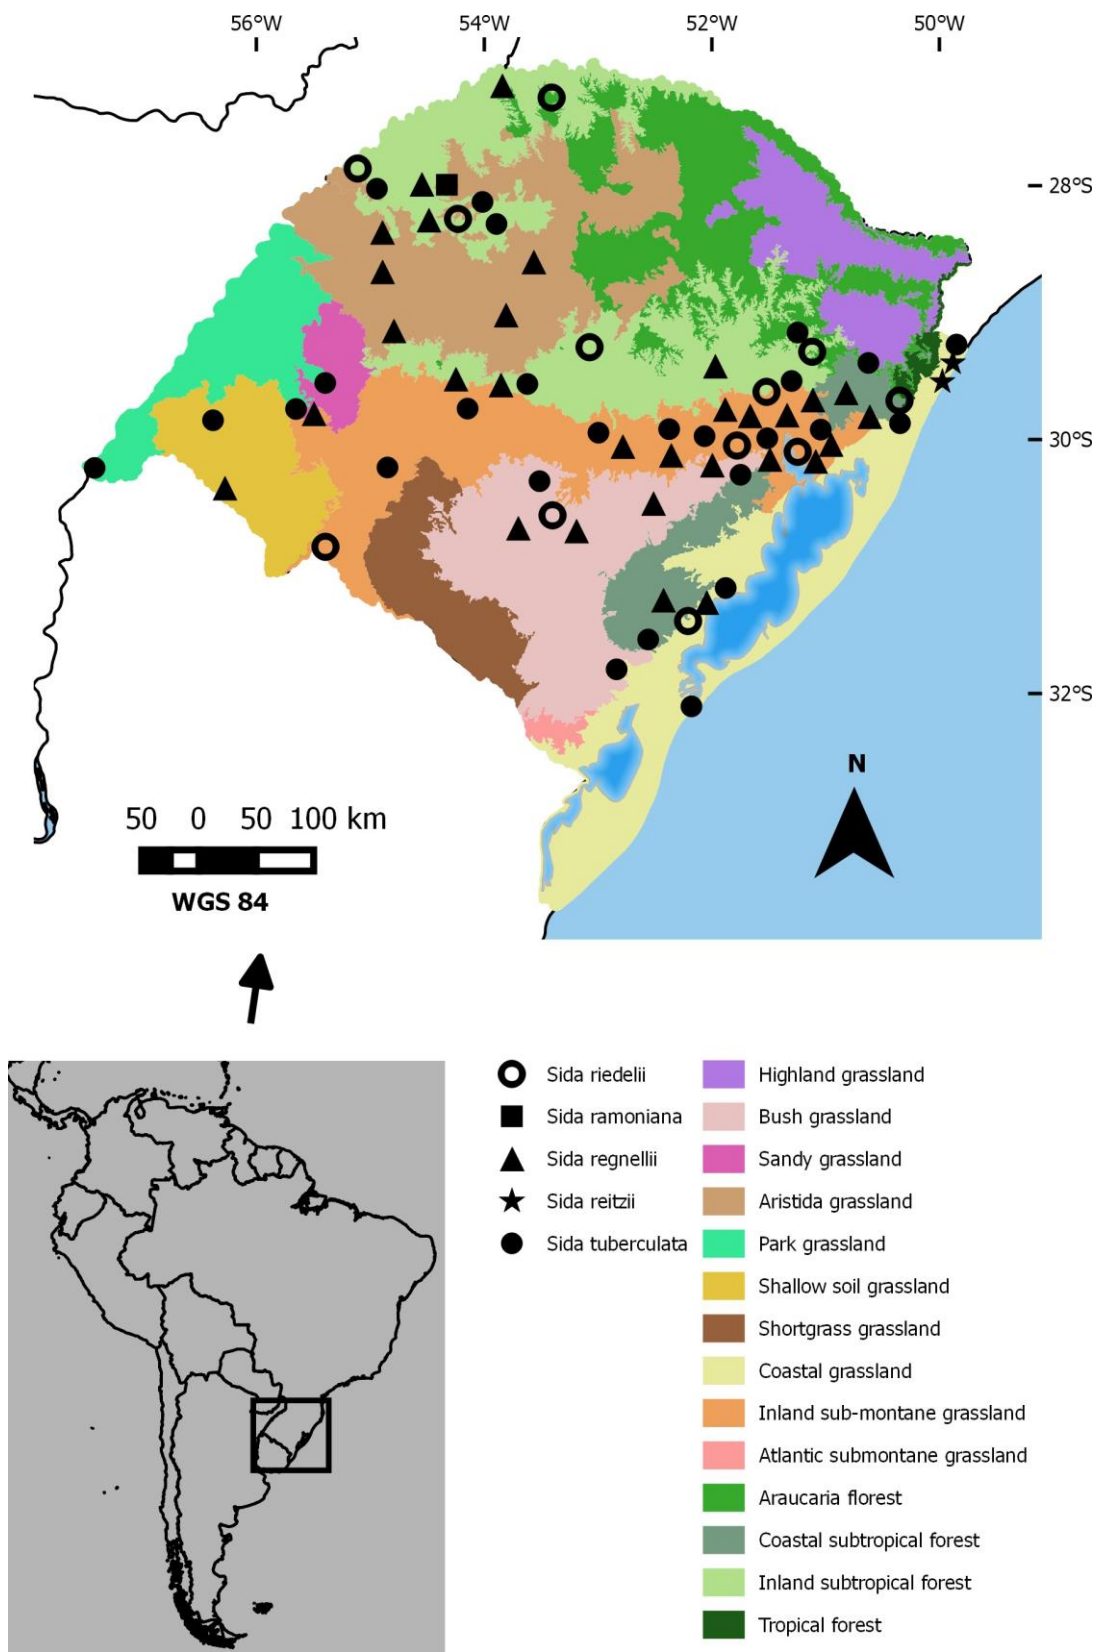 56°W 54°W 52°W 50°W
28°S
30°S
32°S
N
50 0 50 100 km
WGS 84
Sida riedelii
Sida ramoniana
Sida regnellii
Sida reitzii
Sida tuberculata
Highland grassland
Bush grassland
Sandy grassland
Aristida grassland
Park grassland
Shallow soil grassland
Shortgrass grassland
Coastal grassland
Inland sub-montane grassland
Atlantic submontane grassland
Araucaria florest
Coastal subtropical forest
Inland subtropical forest
Tropical forest